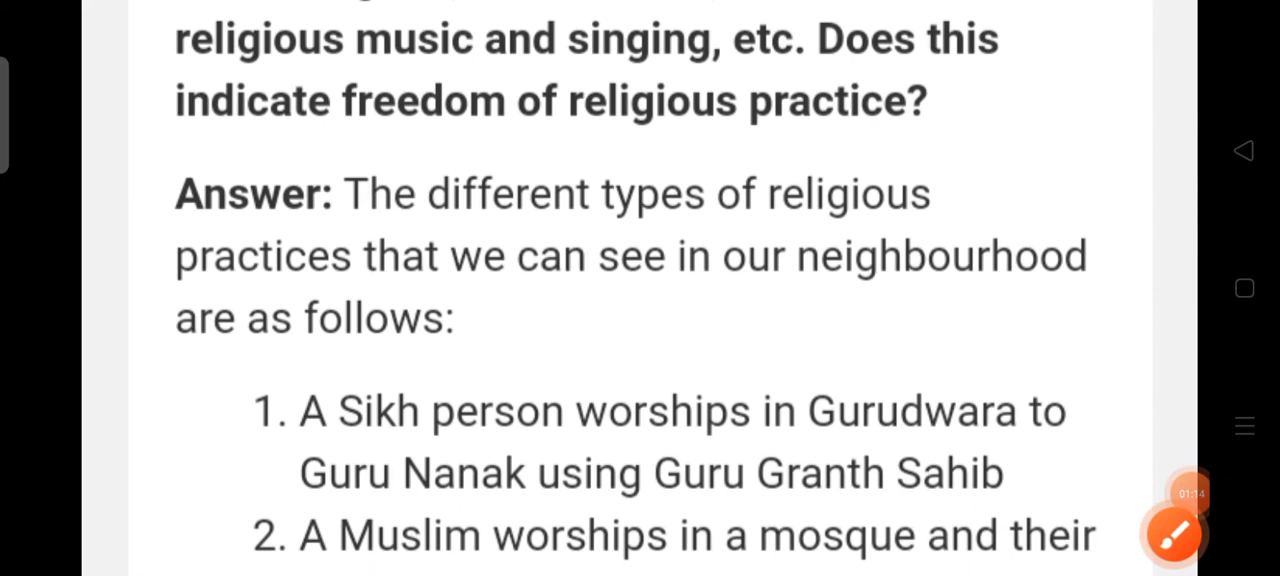 religious music and singing, etc. Does this
indicate freedom of religious practice?
Answer: The different types of religious
practices that we can see in our neighbourhood
are as follows:
1. A Sikh person worships in Gurudwara to
Guru Nanak using Guru Granth Sahib
2. A Muslim worships in a mosque and their
01:14